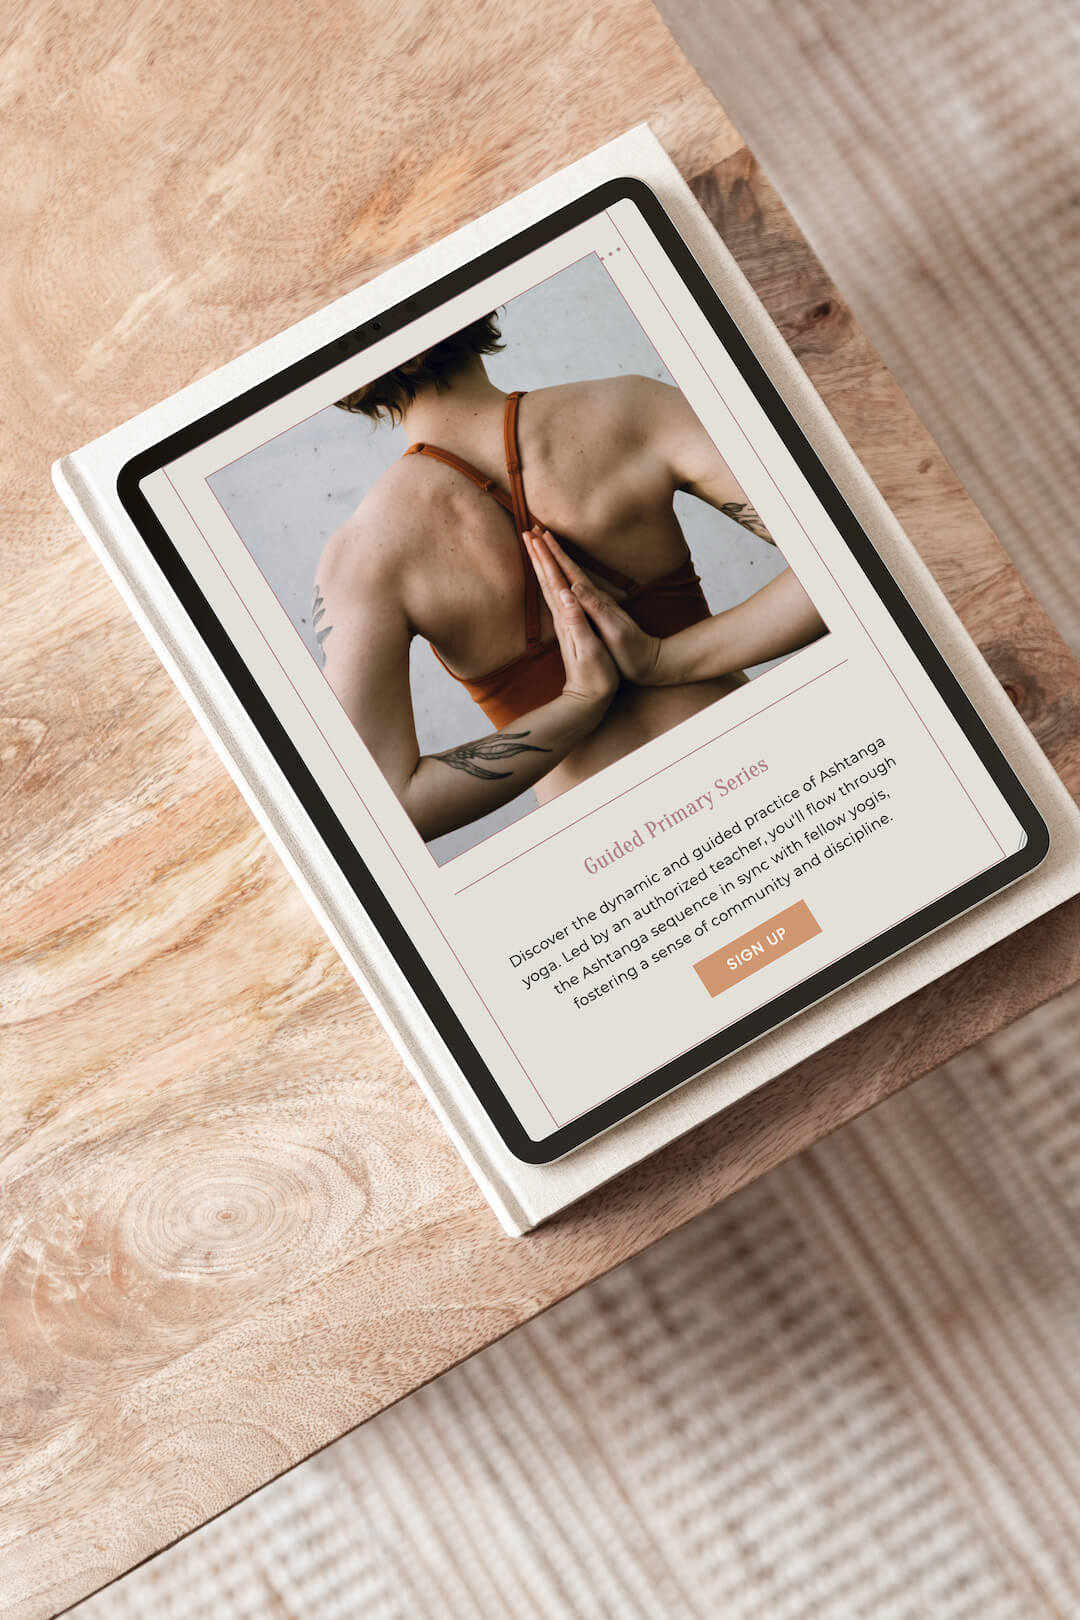 Guided Primary Series
Discover the dynamic and guided practice of Ashtanga
yoga. Led by an authorized teacher, you'll flow through
the Ashtanga sequence in sync with fellow yogis,
fostering a sense of community and discipline.
SIGN UP